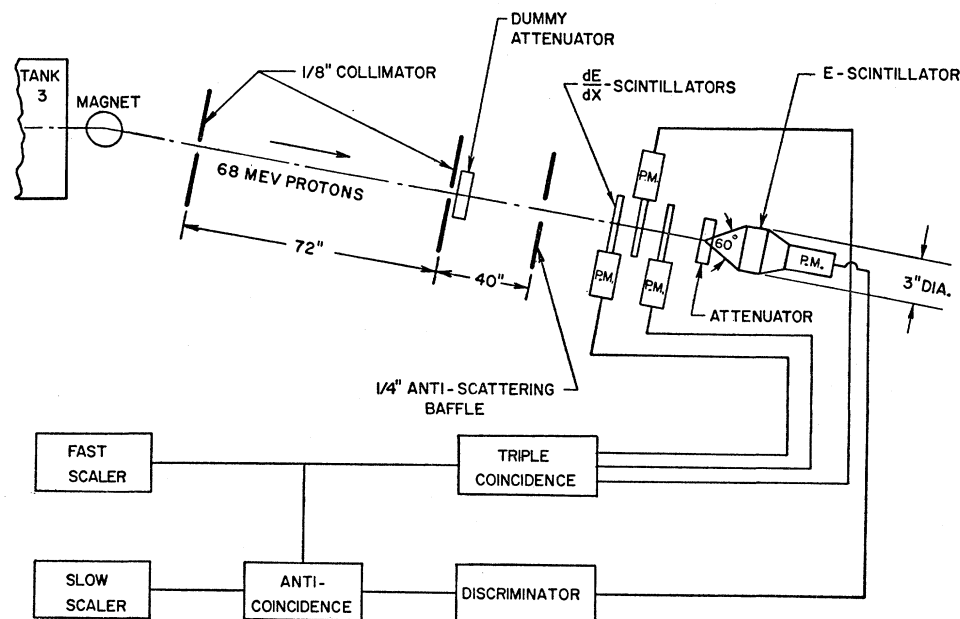 DUMMY
ATTENUATOR
1/8" COLLIMATOR
dE
dX -SCINTILLATORS
E-SCINTILLATOR
TANK
3
MAGNET
68 MEV PROTONS
P.M.
P.M.
P.M.
60°
P.M.
72"
40"
3" DIA.
ATTENUATOR
1/4" ANTI-SCATTERING
BAFFLE
FAST
SCALER
TRIPLE
COINCIDENCE
SLOW
SCALER
ANTI-
COINCIDENCE
DISCRIMINATOR